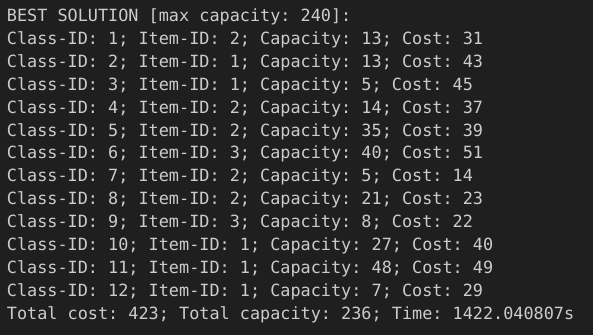 BEST SOLUTION [max capacity: 240]:
Class-ID: 1; Item-ID: 2; Capacity: 13; Cost: 31
Class-ID: 2; Item-ID: 1; Capacity: 13; Cost: 43
Class-ID: 3; Item-ID: 1; Capacity: 5; Cost: 45
Class-ID: 4; Item-ID: 2; Capacity: 14; Cost: 37
Class-ID: 5; Item-ID: 2; Capacity: 35; Cost: 39
Class-ID: 6; Item-ID: 3; Capacity: 40; Cost: 51
Class-ID: 7; Item-ID: 2; Capacity: 5; Cost: 14
Class-ID: 8; Item-ID: 2; Capacity: 21; Cost: 23
Class-ID: 9; Item-ID: 3; Capacity: 8; Cost: 22
Class-ID: 10; Item-ID: 1; Capacity: 27; Cost: 40
Class-ID: 11; Item-ID: 1; Capacity: 48; Cost: 49
Class-ID: 12; Item-ID: 1; Capacity: 7; Cost: 29
Total cost: 423; Total capacity: 236; Time: 1422.040807s